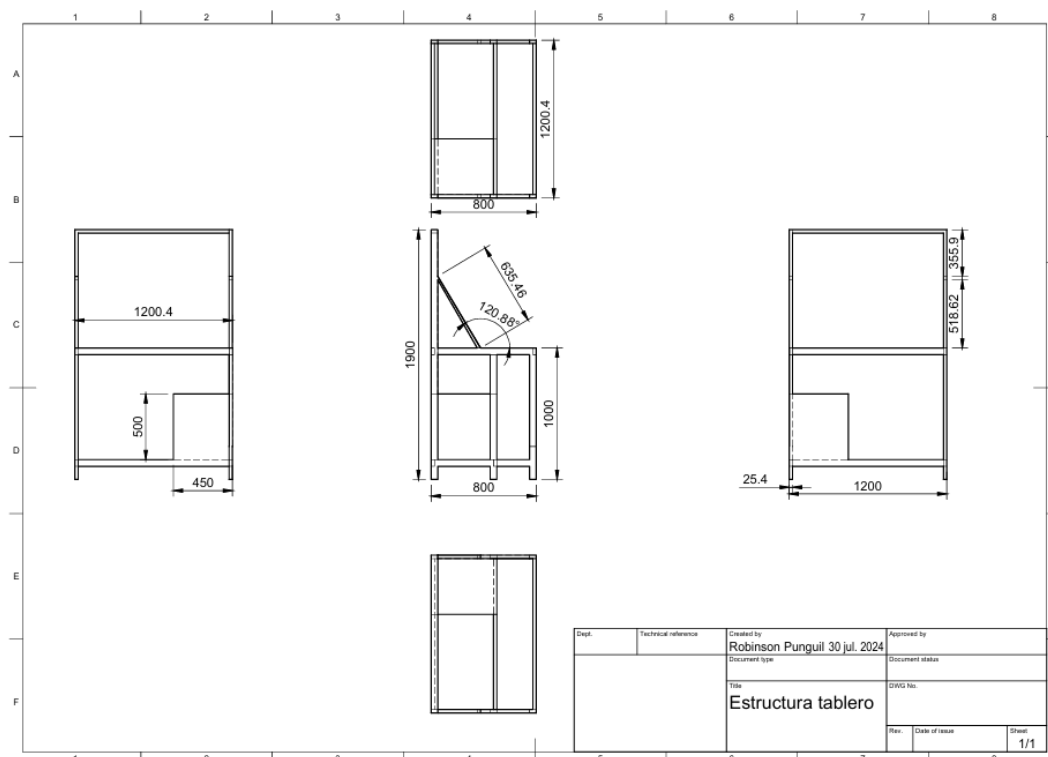 1 2 3 4 5 6 7 8
A
1200.4
B
800
355.9
635.46
1200.4
120.88°
518.62
C
1900
1000
500
D
450
800
25.4
1200
E
Dept.
Technical reference
Created by
Approved by
Robinson Punguil 30 jul. 2024
Document type
Document status
Title
DWG No.
Estructura tablero
F
Rev.
Date of issue
Sheet
1/1